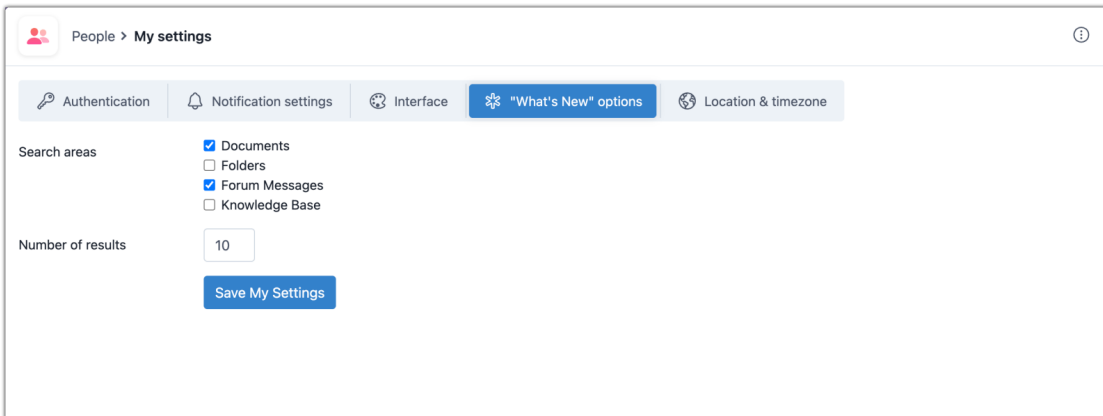 People > My settings
Authentication Notification settings Interface "What's New" options Location & timezone
Search areas Documents
Folders
Forum Messages
Knowledge Base
Number of results 10
Save My Settings